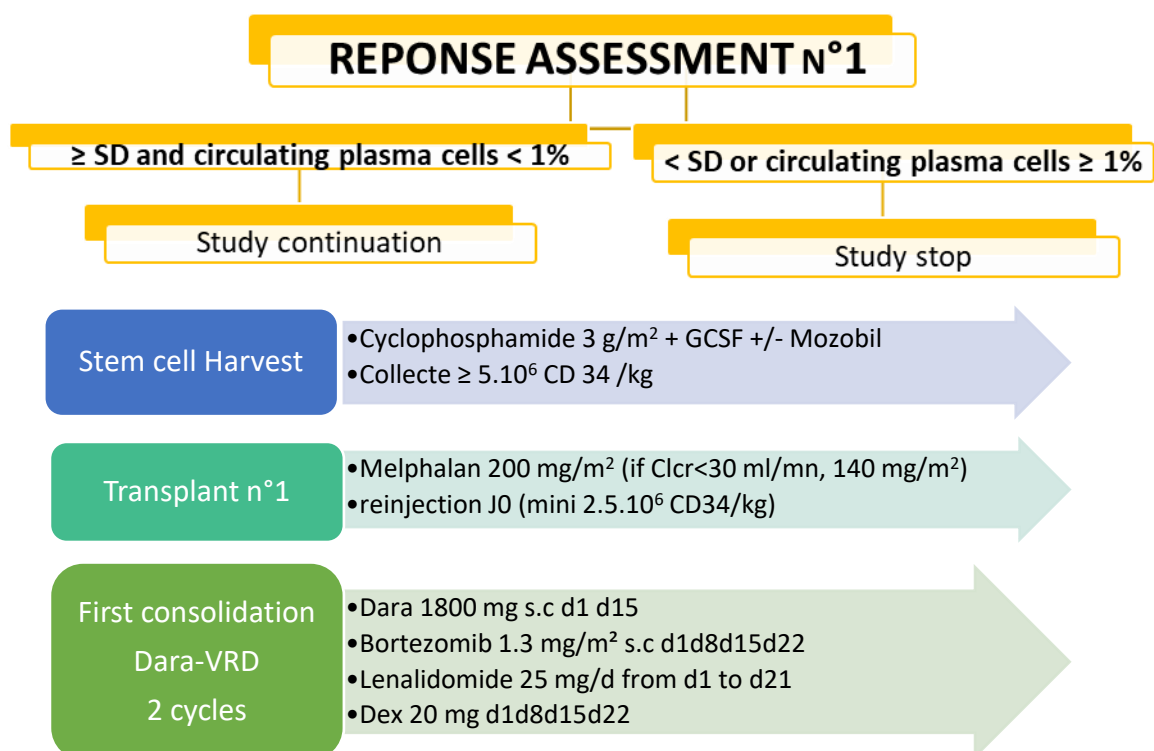 REPONSE ASSESSMENT N°1
≥ SD and circulating plasma cells < 1%
< SD or circulating plasma cells ≥ 1%
Study continuation
Study stop
Stem cell Harvest
•Cyclophosphamide 3 g/m² + GCSF +/- Mozobil
•Collecte ≥ 5.10⁶ CD 34 /kg
Transplant n°1
•Melphalan 200 mg/m² (if Clcr<30 ml/mn, 140 mg/m²)
•reinjection J0 (mini 2.5.10⁶ CD34/kg)
First consolidation
Dara-VRD
2 cycles
•Dara 1800 mg s.c d1 d15
•Bortezomib 1.3 mg/m² s.c d1d8d15d22
•Lenalidomide 25 mg/d from d1 to d21
•Dex 20 mg d1d8d15d22